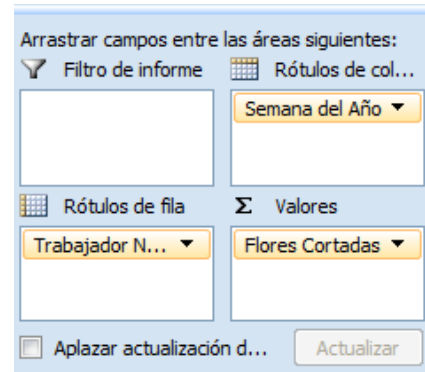 Arrastrar campos entre las áreas siguientes:
Filtro de informe
Rótulos de col...
Semana del Año
Rótulos de fila
Σ Valores
Trabajador N...
Flores Cortadas
Aplazar actualización d...
Actualizar